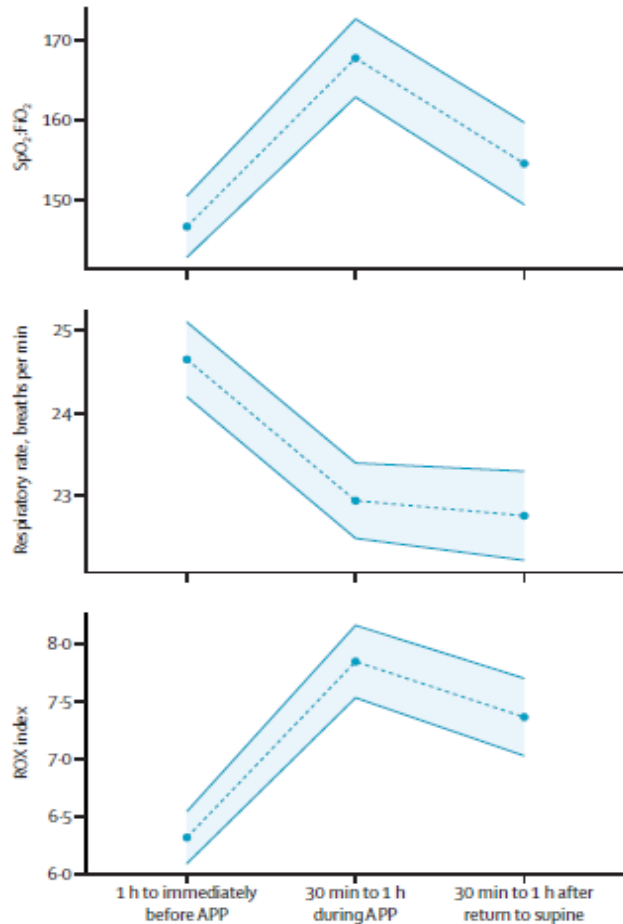 170
160
150
SpO₂:FiO₂
25
24
23
Respiratory rate, breaths per min
8·0
7·5
7·0
6·5
6·0
ROX index
1 h to immediately
before APP
30 min to 1 h
during APP
30 min to 1 h after
return to supine